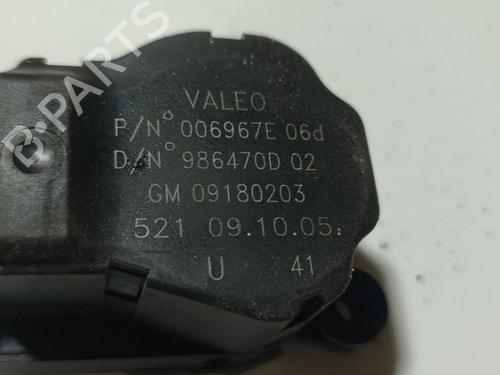 VALEO
P/N° 006967E 06d
D/N° 986470D 02
GM 09180203
521 09.10.05.
U 41
B-PARTS